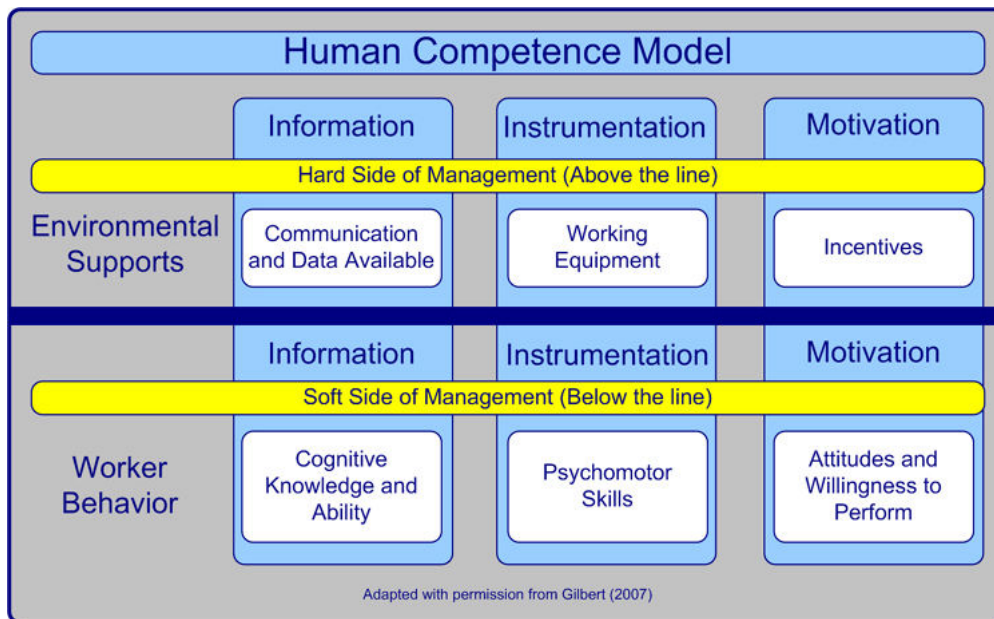 Human Competence Model
Information
Instrumentation
Motivation
Hard Side of Management (Above the line)
Environmental
Supports
Communication
and Data Available
Working
Equipment
Incentives
Information
Instrumentation
Motivation
Soft Side of Management (Below the line)
Worker
Behavior
Cognitive
Knowledge and
Ability
Psychomotor
Skills
Attitudes and
Willingness to
Perform
Adapted with permission from Gilbert (2007)